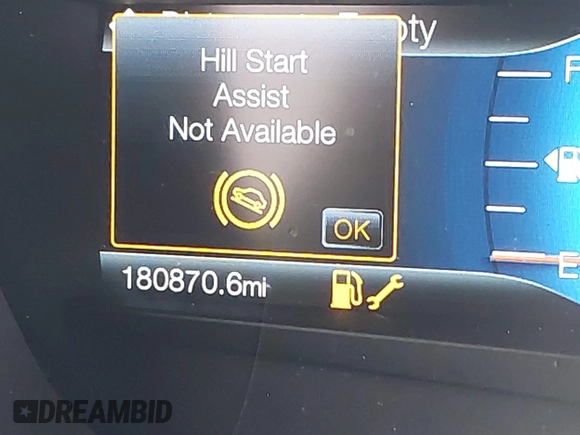 Hill Start
Assist
Not Available
OK
F
E
180870.6mi
DREAMBID